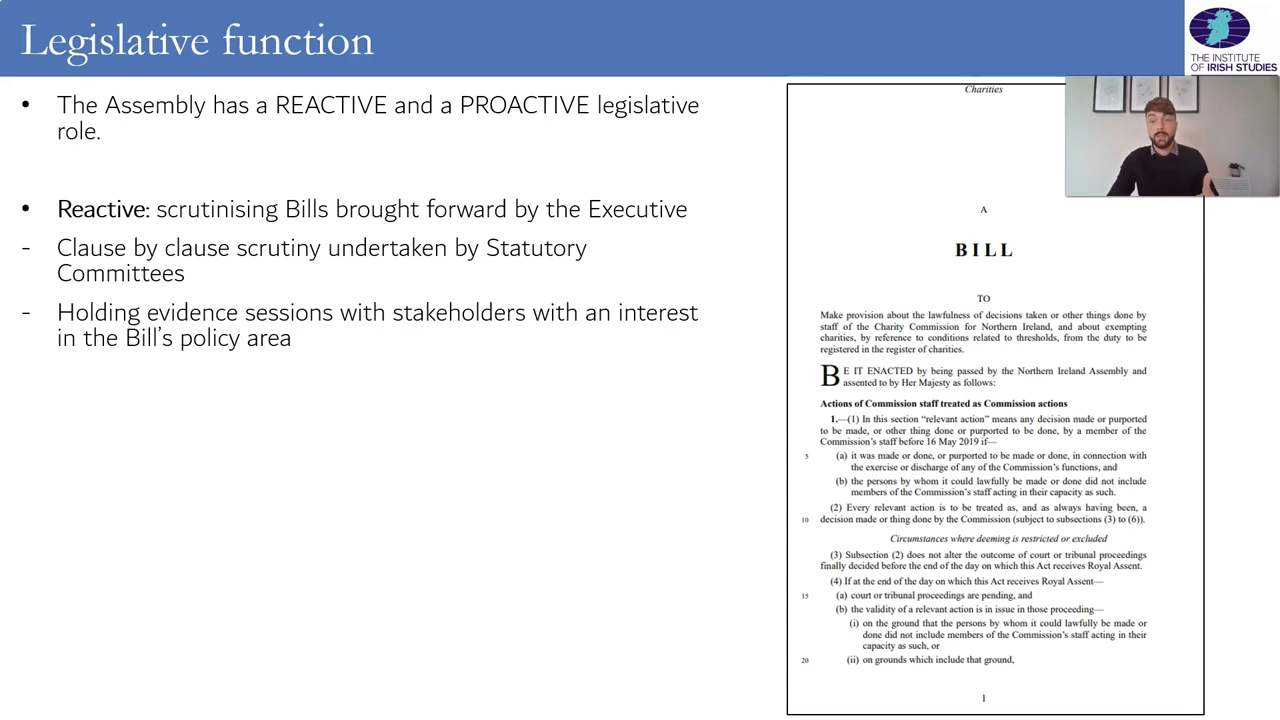 Legislative function
THE INSTITUTE
OF IRISH STUDIES
• The Assembly has a REACTIVE and a PROACTIVE legislative
role.
• Reactive: scrutinising Bills brought forward by the Executive
- Clause by clause scrutiny undertaken by Statutory
Committees
- Holding evidence sessions with stakeholders with an interest
in the Bill's policy area
Charities
A
BILL
TO
Make provision about the lawfulness of decisions taken or other things done by
staff of the Charity Commission for Northern Ireland, and about exempting
charities, by reference to conditions related to thresholds, from the duty to be
registered in the register of charities.
BE IT ENACTED by being passed by the Northern Ireland Assembly and
assented to by Her Majesty as follows:
Actions of Commission staff treated as Commission actions
1.—(1) In this section “relevant action” means any decision made or purported
to be made, or other thing done or purported to be done, by a member of the
Commission’s staff before 16 May 2019 if—
5 (a) it was made or done, or purported to be made or done, in connection with
the exercise or discharge of any of the Commission’s functions, and
(b) the persons by whom it could lawfully be made or done did not include
members of the Commission’s staff acting in their capacity as such.
(2) Every relevant action is to be treated as, and as always having been, a
10 decision made or thing done by the Commission (subject to subsections (3) to (6)).
Circumstances where deeming is restricted or excluded
(3) Subsection (2) does not alter the outcome of court or tribunal proceedings
finally decided before the end of the day on which this Act receives Royal Assent.
(4) If at the end of the day on which this Act receives Royal Assent—
15 (a) court or tribunal proceedings are pending, and
(b) the validity of a relevant action is in issue in those proceeding—
(i) on the ground that the persons by whom it could lawfully be made or
done did not include members of the Commission’s staff acting in their
capacity as such, or
20 (ii) on grounds which include that ground,
1